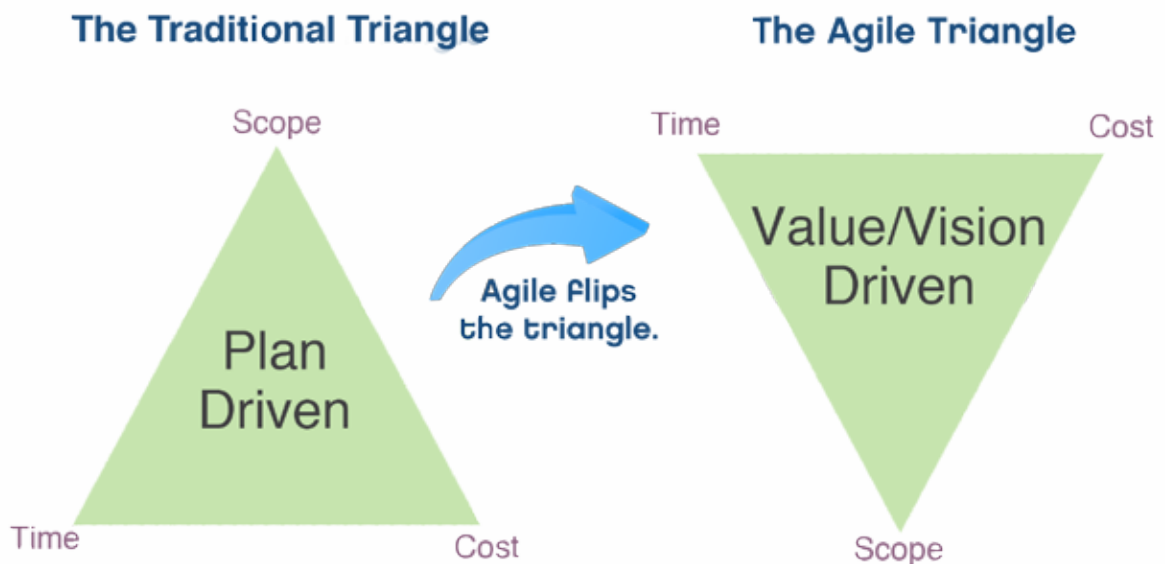 The Traditional Triangle
Scope
Plan
Driven
Time
Cost
Agile flips
the triangle.
The Agile Triangle
Time
Cost
Value/Vision
Driven
Scope